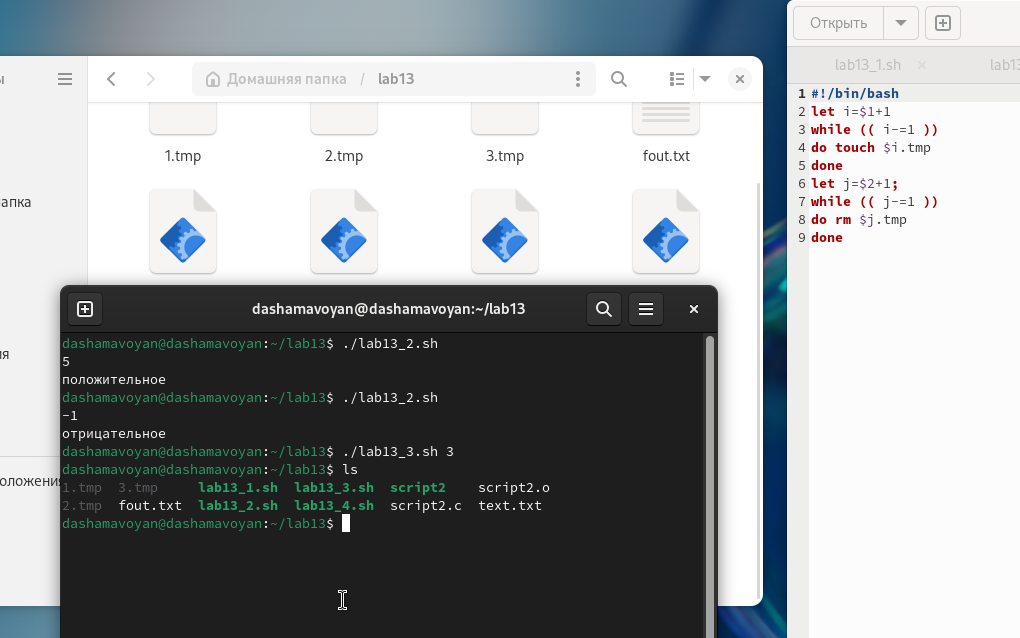 Открыть
Домашняя папка / lab13
lab13_1.sh
lab13
1.tmp
2.tmp
3.tmp
fout.txt
1 #!/bin/bash
2 let i=$1+1
3 while (( i-=1 ))
4 do touch $i.tmp
5 done
6 let j=$2+1;
7 while (( j-=1 ))
8 do rm $j.tmp
9 done
апка
ия
оложения
dashamavoyan@dashamavoyan:~/lab13
dashamavoyan@dashamavoyan:~/lab13$ ./lab13_2.sh
5
положительное
dashamavoyan@dashamavoyan:~/lab13$ ./lab13_2.sh
-1
отрицательное
dashamavoyan@dashamavoyan:~/lab13$ ./lab13_3.sh 3
dashamavoyan@dashamavoyan:~/lab13$ ls
1.tmp 3.tmp lab13_1.sh lab13_3.sh script2 script2.o
2.tmp fout.txt lab13_2.sh lab13_4.sh script2.c text.txt
dashamavoyan@dashamavoyan:~/lab13$